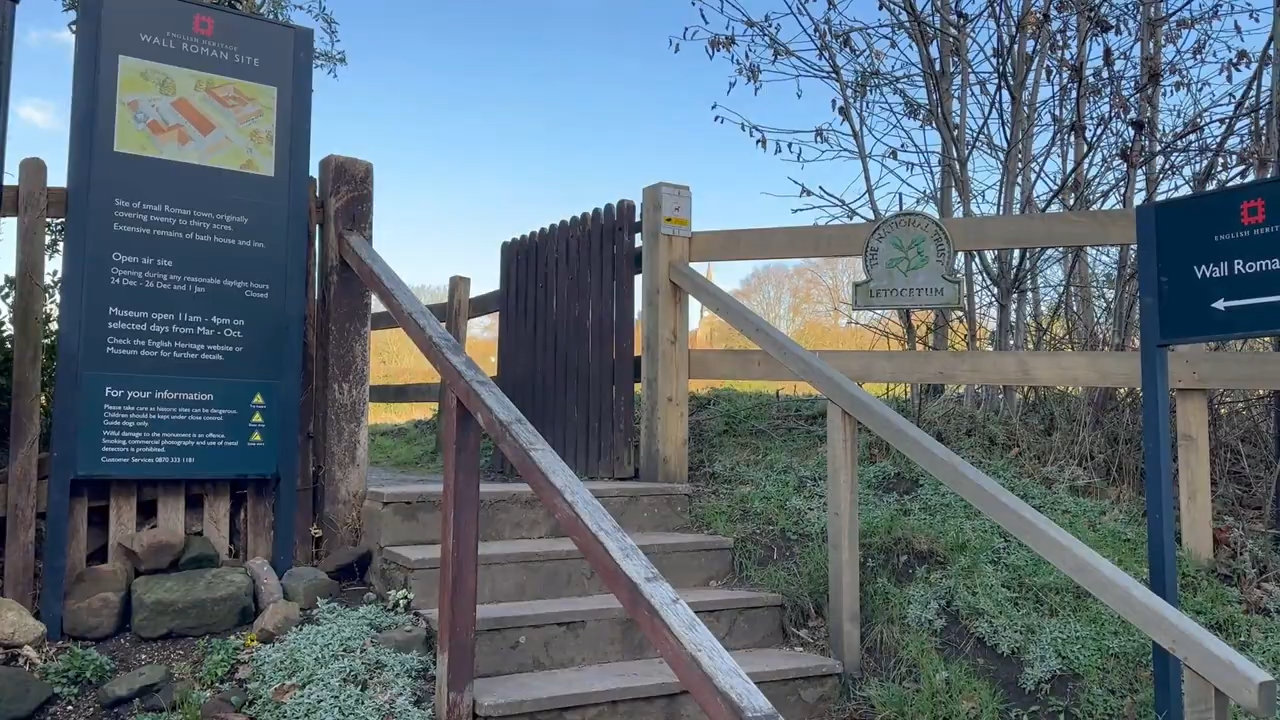 ENGLISH HERITAGE
WALL ROMAN SITE
Site of small Roman town, originally
covering twenty to thirty acres.
Extensive remains of bath house and inn.
Open air site
Opening during any reasonable daylight hours
24 Dec - 26 Dec and 1 Jan Closed
Museum open 11am - 4pm on
selected days from Mar - Oct.
Check the English Heritage website or
Museum door for further details.
For your information
Please take care as historic sites can be dangerous.
Children should be kept under close control.
Guide dogs only.
Wilful damage to the monument is an offence.
Smoking, commercial photography and use of metal
detectors is prohibited.
Customer Services 0870 333 1181
THE NATIONAL TRUST
LETOCETUM
ENGLISH HERIT
Wall Roma